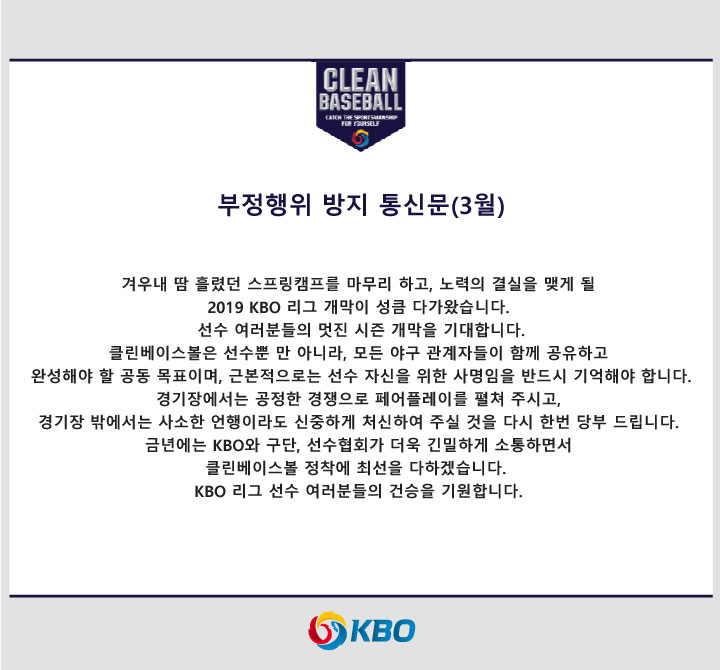 CLEAN
BASEBALL
CATCH THE SPORTSMANSHIP
FOR YOURSELF
부정행위 방지 통신문(3월)
겨우내 땀 흘렸던 스프링캠프를 마무리 하고, 노력의 결실을 맺게 될
2019 KBO 리그 개막이 성큼 다가왔습니다.
선수 여러분들의 멋진 시즌 개막을 기대합니다.
클린베이스볼은 선수뿐 만 아니라, 모든 야구 관계자들이 함께 공유하고
완성해야 할 공동 목표이며, 근본적으로는 선수 자신을 위한 사명임을 반드시 기억해야 합니다.
경기장에서는 공정한 경쟁으로 페어플레이를 펼쳐 주시고,
경기장 밖에서는 사소한 언행이라도 신중하게 처신하여 주실 것을 다시 한번 당부 드립니다.
금년에는 KBO와 구단, 선수협회가 더욱 긴밀하게 소통하면서
클린베이스볼 정착에 최선을 다하겠습니다.
KBO 리그 선수 여러분들의 건승을 기원합니다.
KBO